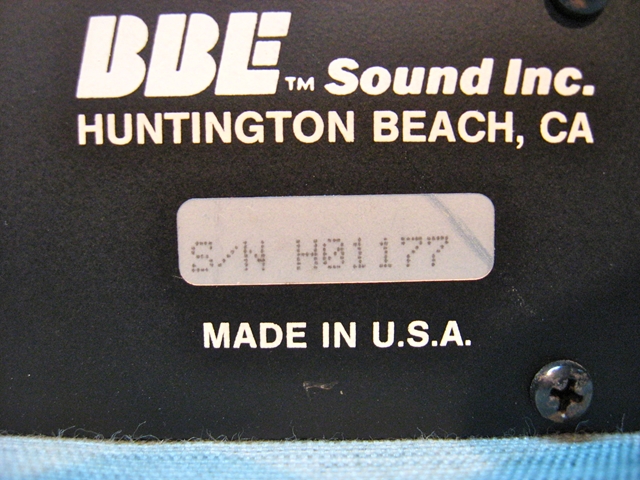 BBE™ Sound Inc.
HUNTINGTON BEACH, CA
S/N H01177
MADE IN U.S.A.